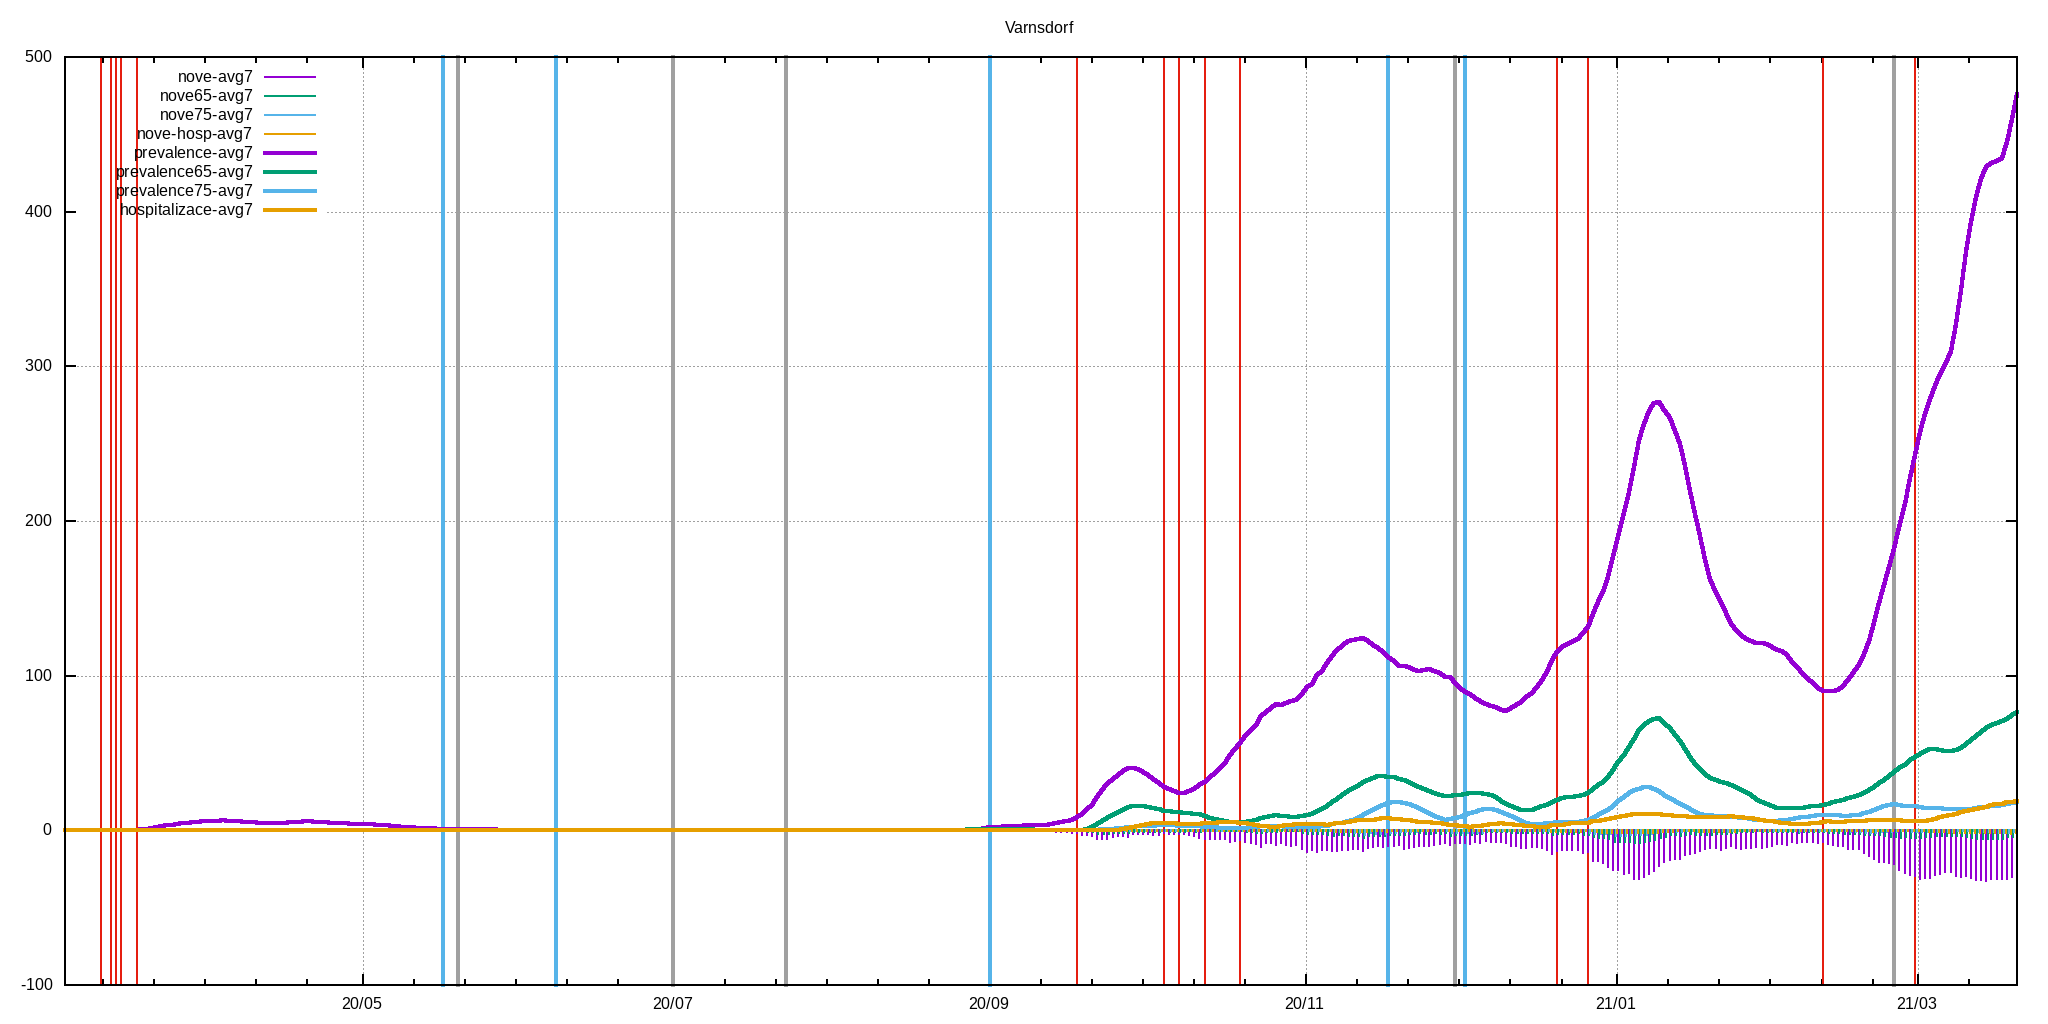 Varnsdorf
500
400
300
200
100
0
-100
nove-avg7
nove65-avg7
nove75-avg7
nove-hosp-avg7
prevalence-avg7
prevalence65-avg7
prevalence75-avg7
hospitalizace-avg7
20/05 20/07 20/09 20/11 21/01 21/03